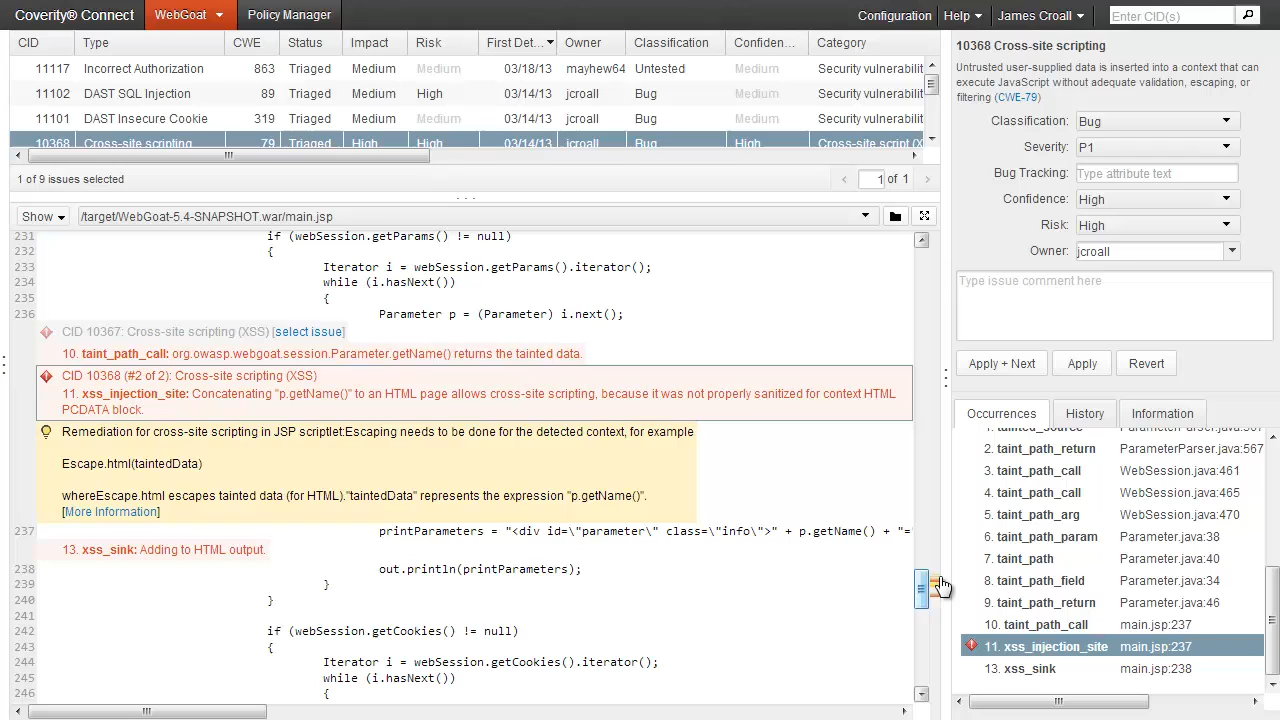 Coverity® Connect WebGoat Policy Manager Configuration Help James Croall Enter CID(s)
CID Type CWE Status Impact Risk First Det... Owner Classification Confiden... Category
11117 Incorrect Authorization 863 Triaged Medium Medium 03/18/13 mayhew64 Untested Medium Security vulnerabilit
11102 DAST SQL Injection 89 Triaged Medium High 03/14/13 jcroall Bug Medium Security vulnerabilit
11101 DAST Insecure Cookie 319 Triaged Medium Medium 03/14/13 jcroall Bug Medium Security vulnerabilit
10368 Cross-site scripting 79 Triaged High High 03/14/13 jcroall Bug High Cross-site script (X
1 of 9 issues selected 1 of 1
Show /target/WebGoat-5.4-SNAPSHOT.war/main.jsp
231 if (webSession.getParams() != null)
232 {
233 Iterator i = webSession.getParams().iterator();
234 while (i.hasNext())
235 {
236 Parameter p = (Parameter) i.next();
CID 10367: Cross-site scripting (XSS) [select issue]
10. taint_path_call: org.owasp.webgoat.session.Parameter.getName() returns the tainted data.
CID 10368 (#2 of 2): Cross-site scripting (XSS)
11. xss_injection_site: Concatenating "p.getName()" to an HTML page allows cross-site scripting, because it was not properly sanitized for context HTML
PCDATA block.
Remediation for cross-site scripting in JSP scriptlet:Escaping needs to be done for the detected context, for example
Escape.html(taintedData)
whereEscape.html escapes tainted data (for HTML)."taintedData" represents the expression "p.getName()".
[More Information]
237 printParameters = "<div id=\"parameter\" class=\"info\">" + p.getName() + "=
13. xss_sink: Adding to HTML output.
238 out.println(printParameters);
239 }
240 }
241
242 if (webSession.getCookies() != null)
243 {
244 Iterator i = webSession.getCookies().iterator();
245 while (i.hasNext())
246 {
10368 Cross-site scripting
Untrusted user-supplied data is inserted into a context that can
execute JavaScript without adequate validation, escaping, or
filtering (CWE-79)
Classification: Bug
Severity: P1
Bug Tracking: Type attribute text
Confidence: High
Risk: High
Owner: jcroall
Type issue comment here
Apply + Next Apply Revert
Occurrences History Information
1. tainted_source ParameterParser.java:567
2. taint_path_return ParameterParser.java:567
3. taint_path_call WebSession.java:461
4. taint_path_call WebSession.java:465
5. taint_path_arg WebSession.java:470
6. taint_path_param Parameter.java:38
7. taint_path Parameter.java:40
8. taint_path_field Parameter.java:34
9. taint_path_return Parameter.java:46
10. taint_path_call main.jsp:237
11. xss_injection_site main.jsp:237
13. xss_sink main.jsp:238